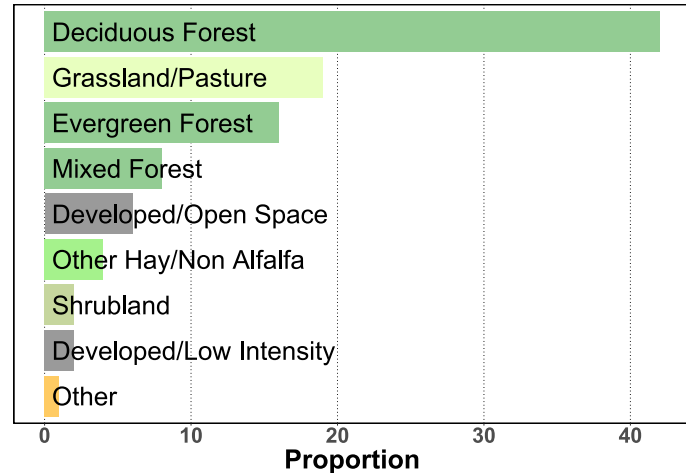 Deciduous Forest
Grassland/Pasture
Evergreen Forest
Mixed Forest
Developed/Open Space
Other Hay/Non Alfalfa
Shrubland
Developed/Low Intensity
Other
0 10 20 30 40
Proportion